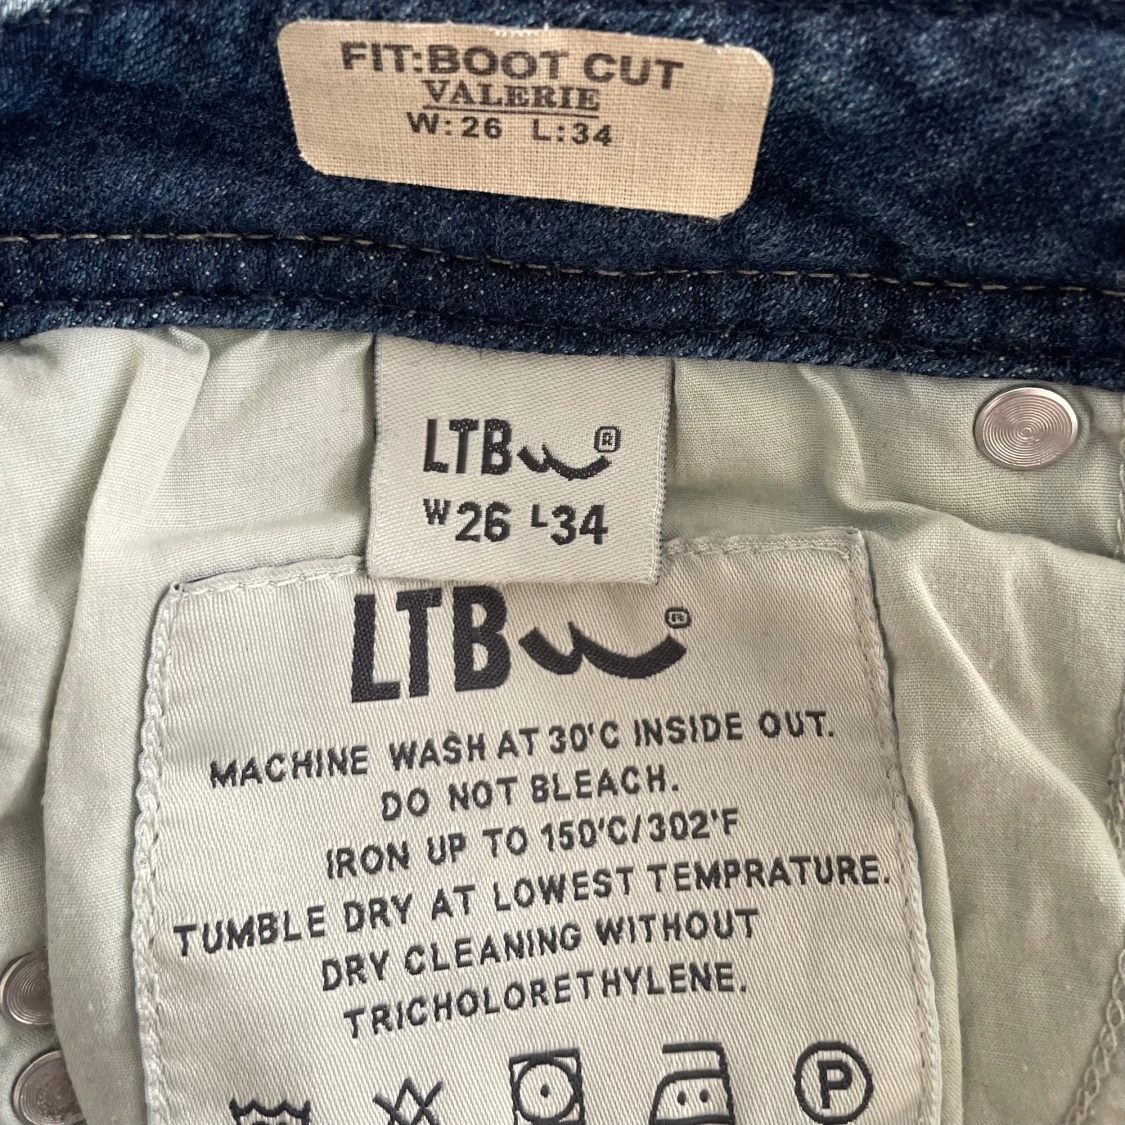 FIT:BOOT CUT
VALERIE
W:26 L:34
LTB ®
W26 L34
LTB ®
MACHINE WASH AT 30'C INSIDE OUT.
DO NOT BLEACH.
IRON UP TO 150'C/302'F
TUMBLE DRY AT LOWEST TEMPRATURE.
DRY CLEANING WITHOUT
TRICHOLORETHYLENE.
P